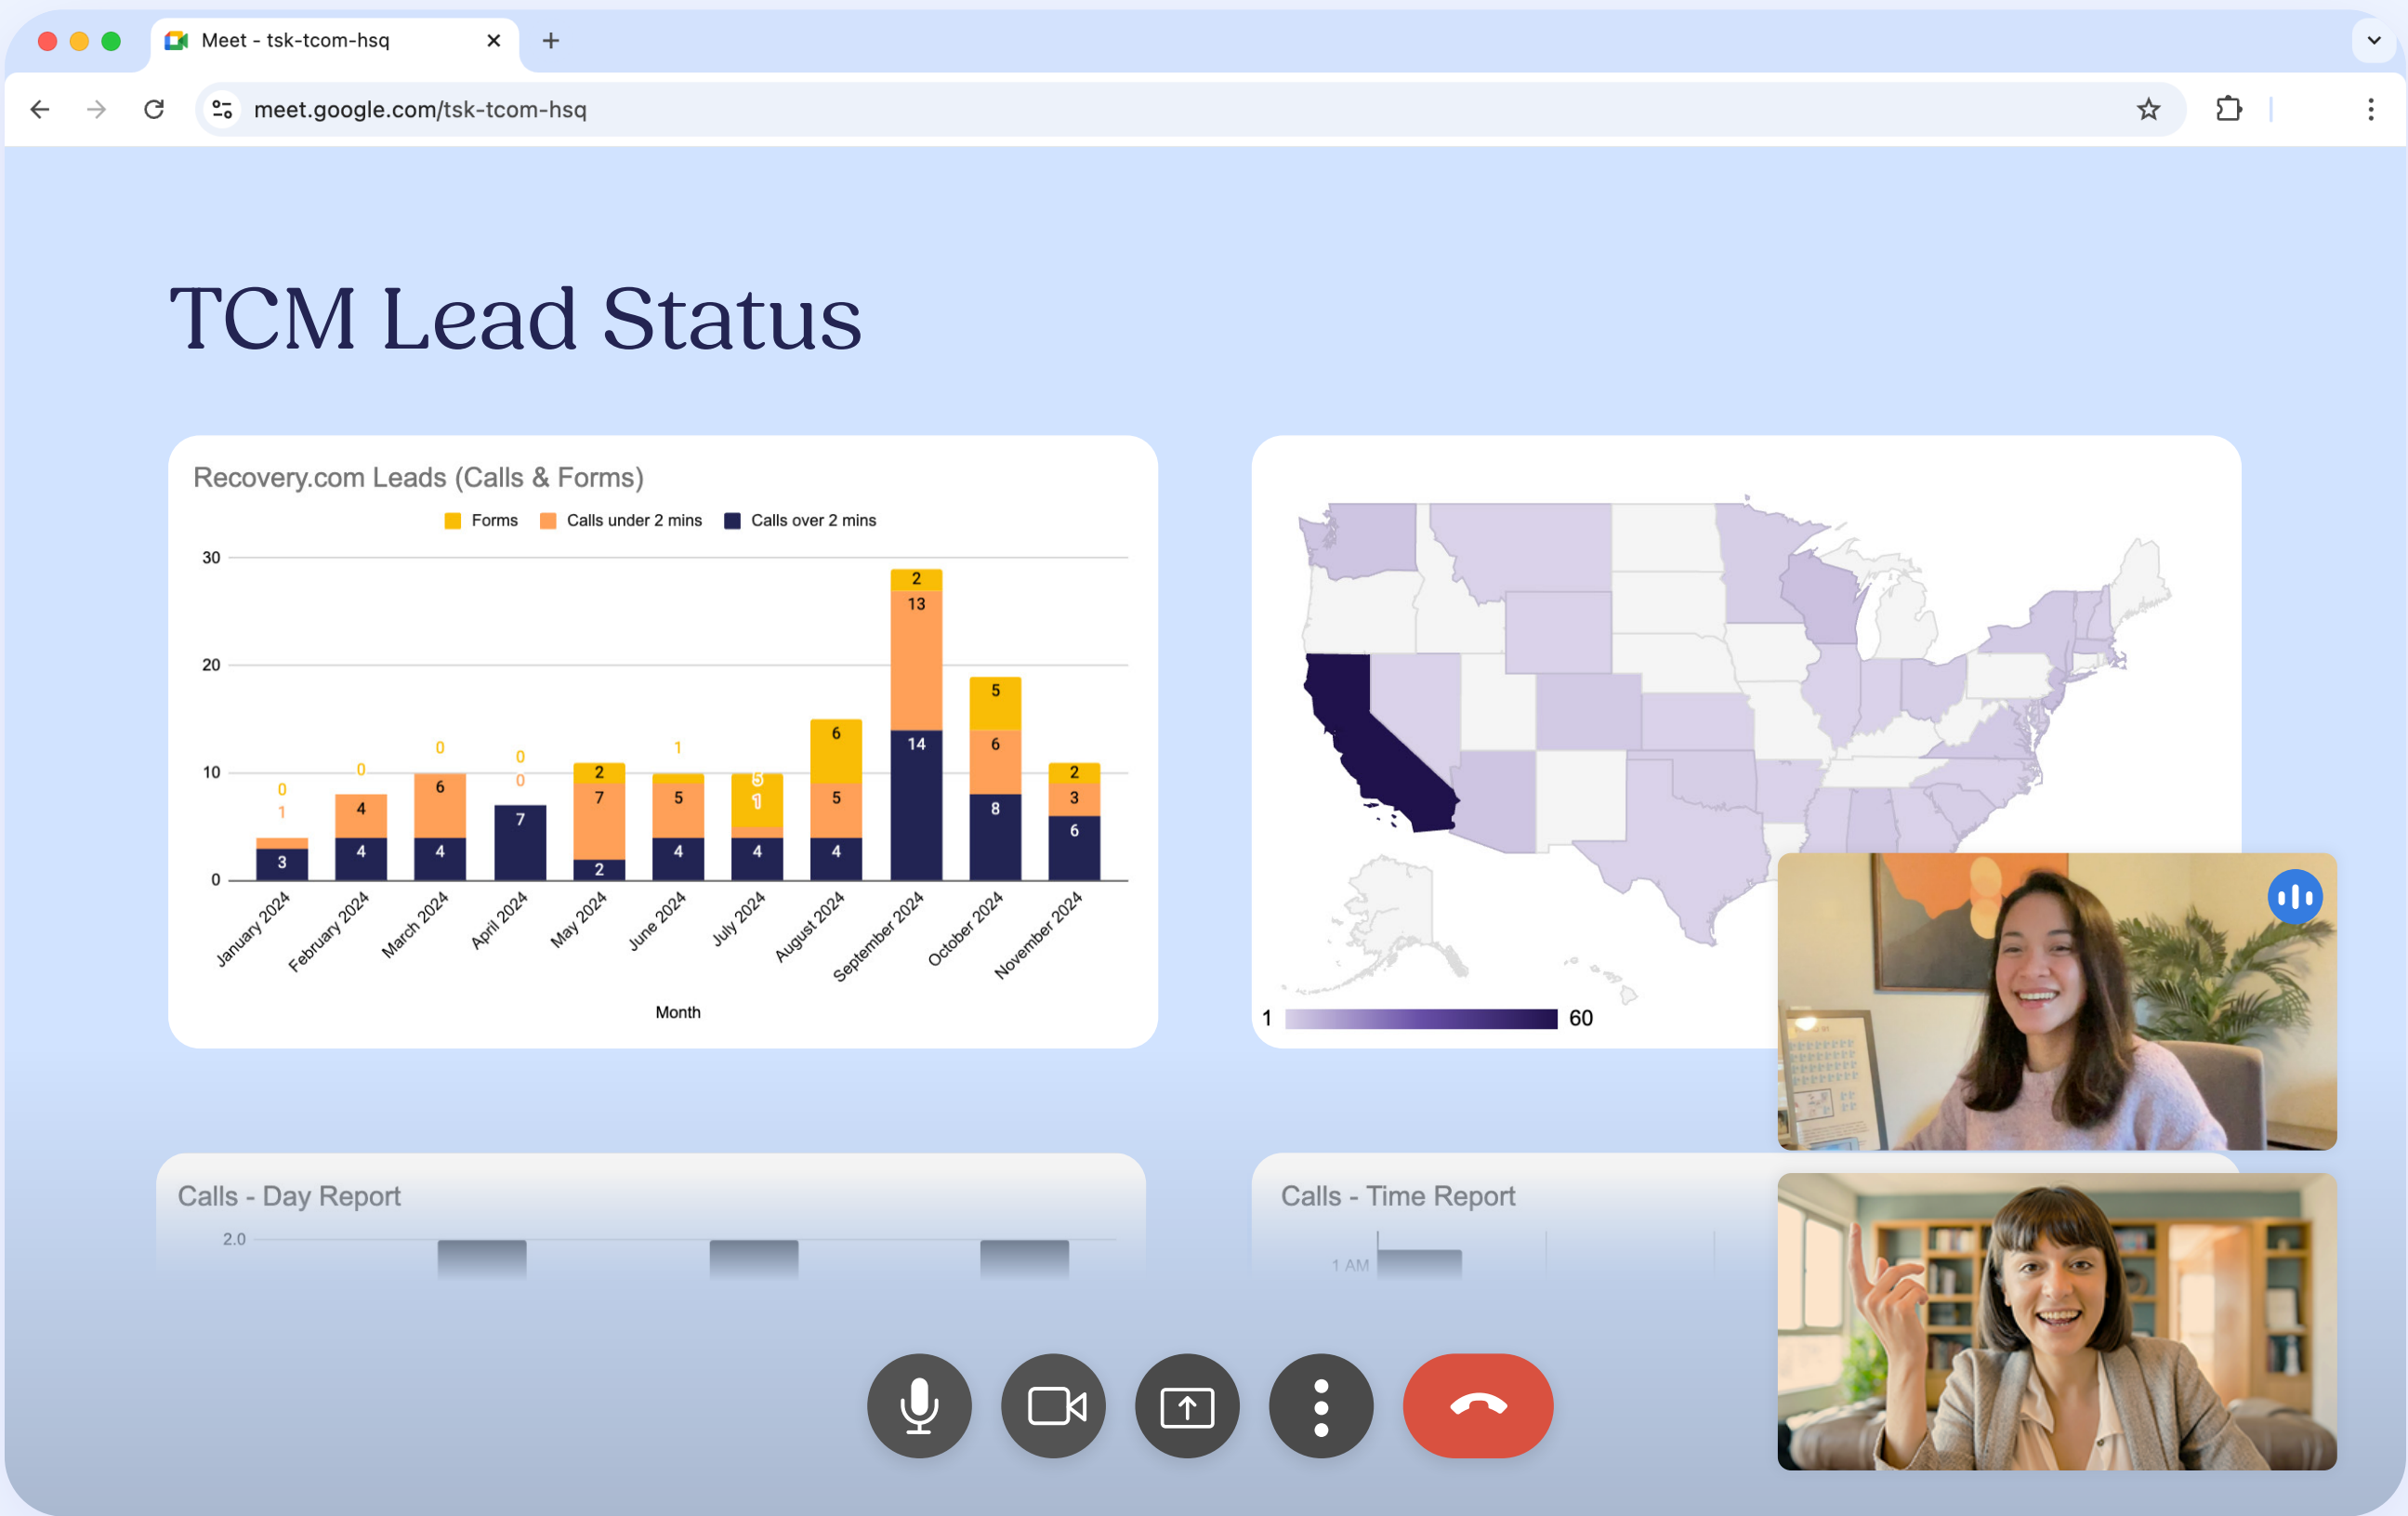 Meet - tsk-tcom-hsq
meet.google.com/tsk-tcom-hsq
TCM Lead Status
Recovery.com Leads (Calls & Forms)
Forms Calls under 2 mins Calls over 2 mins
30
20
10
0
0
1
3
0
4
4
0
6
4
0
0
7
2
7
2
1
5
4
5
1
4
6
5
4
2
13
14
5
6
8
2
3
6
January 2024
February 2024
March 2024
April 2024
May 2024
June 2024
July 2024
August 2024
September 2024
October 2024
November 2024
Month
1 60
Calls - Day Report
2.0
Calls - Time Report
1 AM